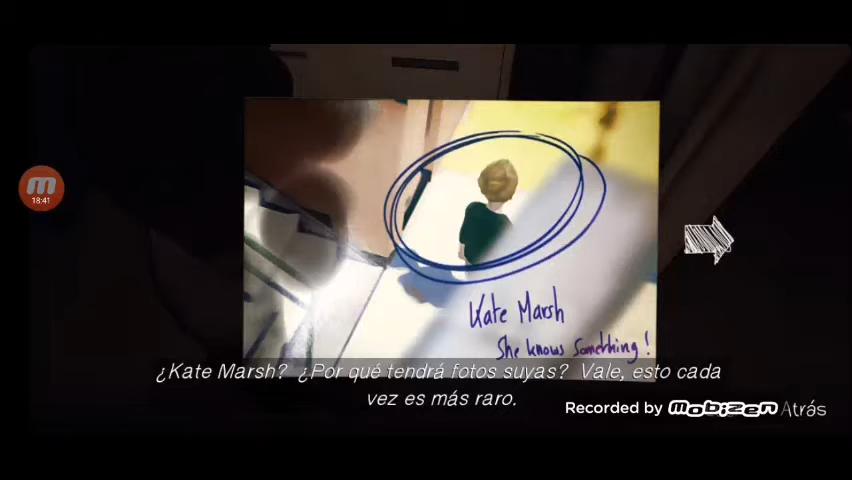 18:41
Kate Marsh
She knows something!
¿Kate Marsh? ¿Por qué tendrá fotos suyas? Vale, esto cada
vez es más raro.
Recorded by mobizen Atrás